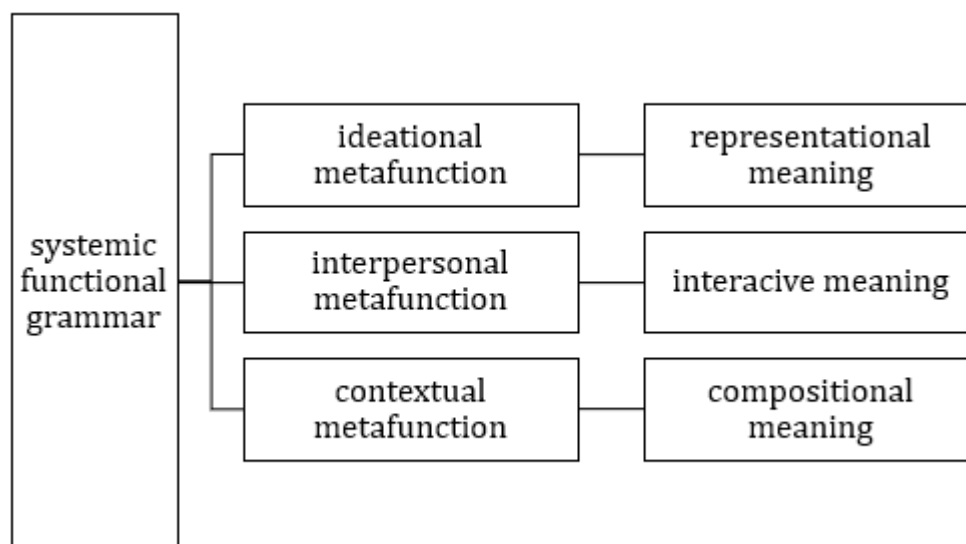 systemic
functional
grammar
ideational
metafunction
representational
meaning
interpersonal
metafunction
interacive meaning
contextual
metafunction
compositional
meaning